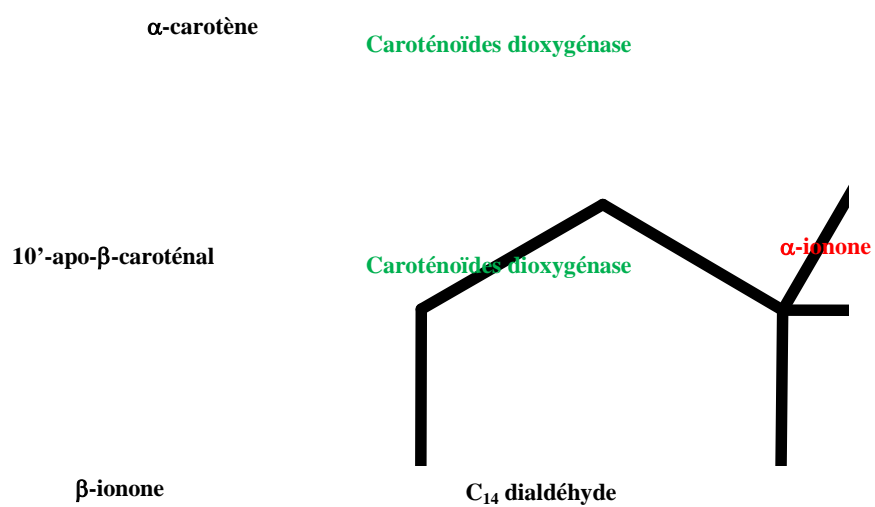 α-carotène
Caroténoïdes dioxygénase
α-ionone
10’-apo-β-caroténal
Caroténoïdes dioxygénase
β-ionone
C₁₄ dialdéhyde